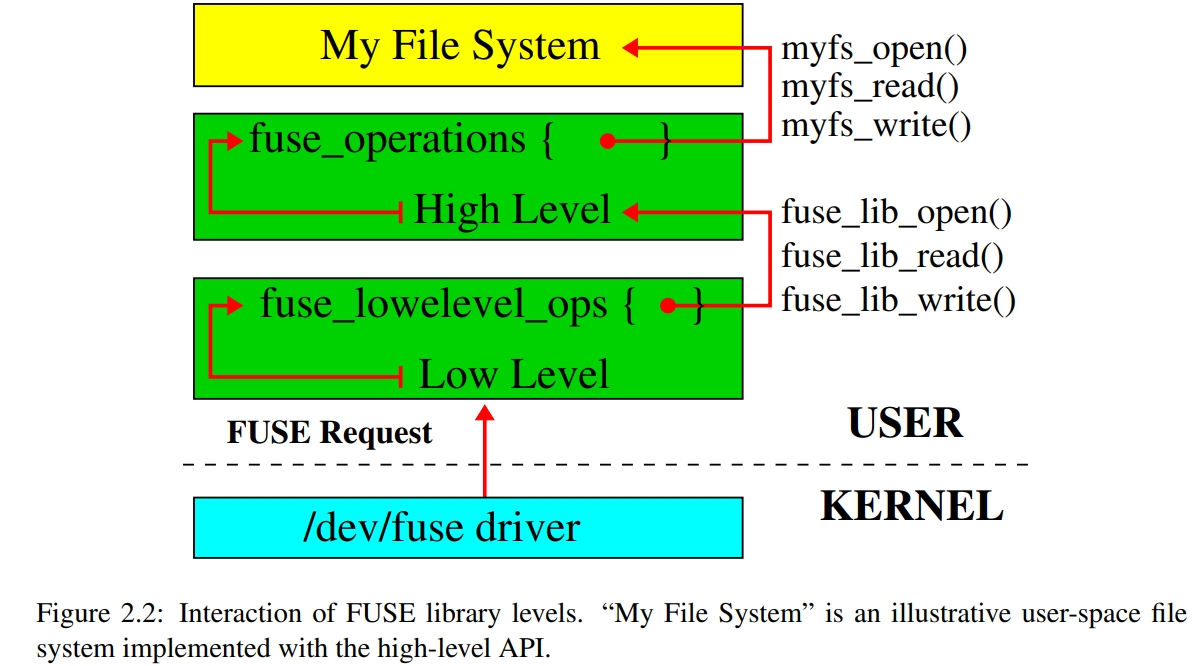 My File System
myfs_open()
myfs_read()
myfs_write()
fuse_operations { }
High Level
fuse_lib_open()
fuse_lib_read()
fuse_lib_write()
fuse_lowelevel_ops { }
Low Level
FUSE Request
USER
KERNEL
/dev/fuse driver
Figure 2.2: Interaction of FUSE library levels. “My File System” is an illustrative user-space file
system implemented with the high-level API.